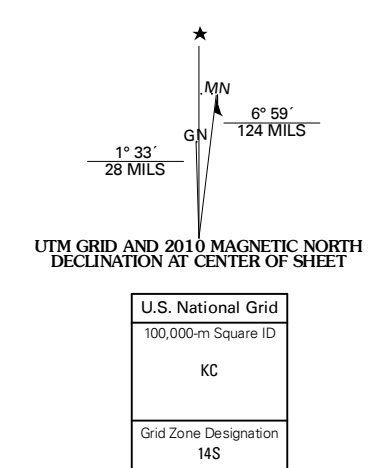 ★
MN
GN
6° 59´
124 MILS
1° 33´
28 MILS
UTM GRID AND 2010 MAGNETIC NORTH
DECLINATION AT CENTER OF SHEET
U.S. National Grid
100,000-m Square ID
KC
Grid Zone Designation
14S